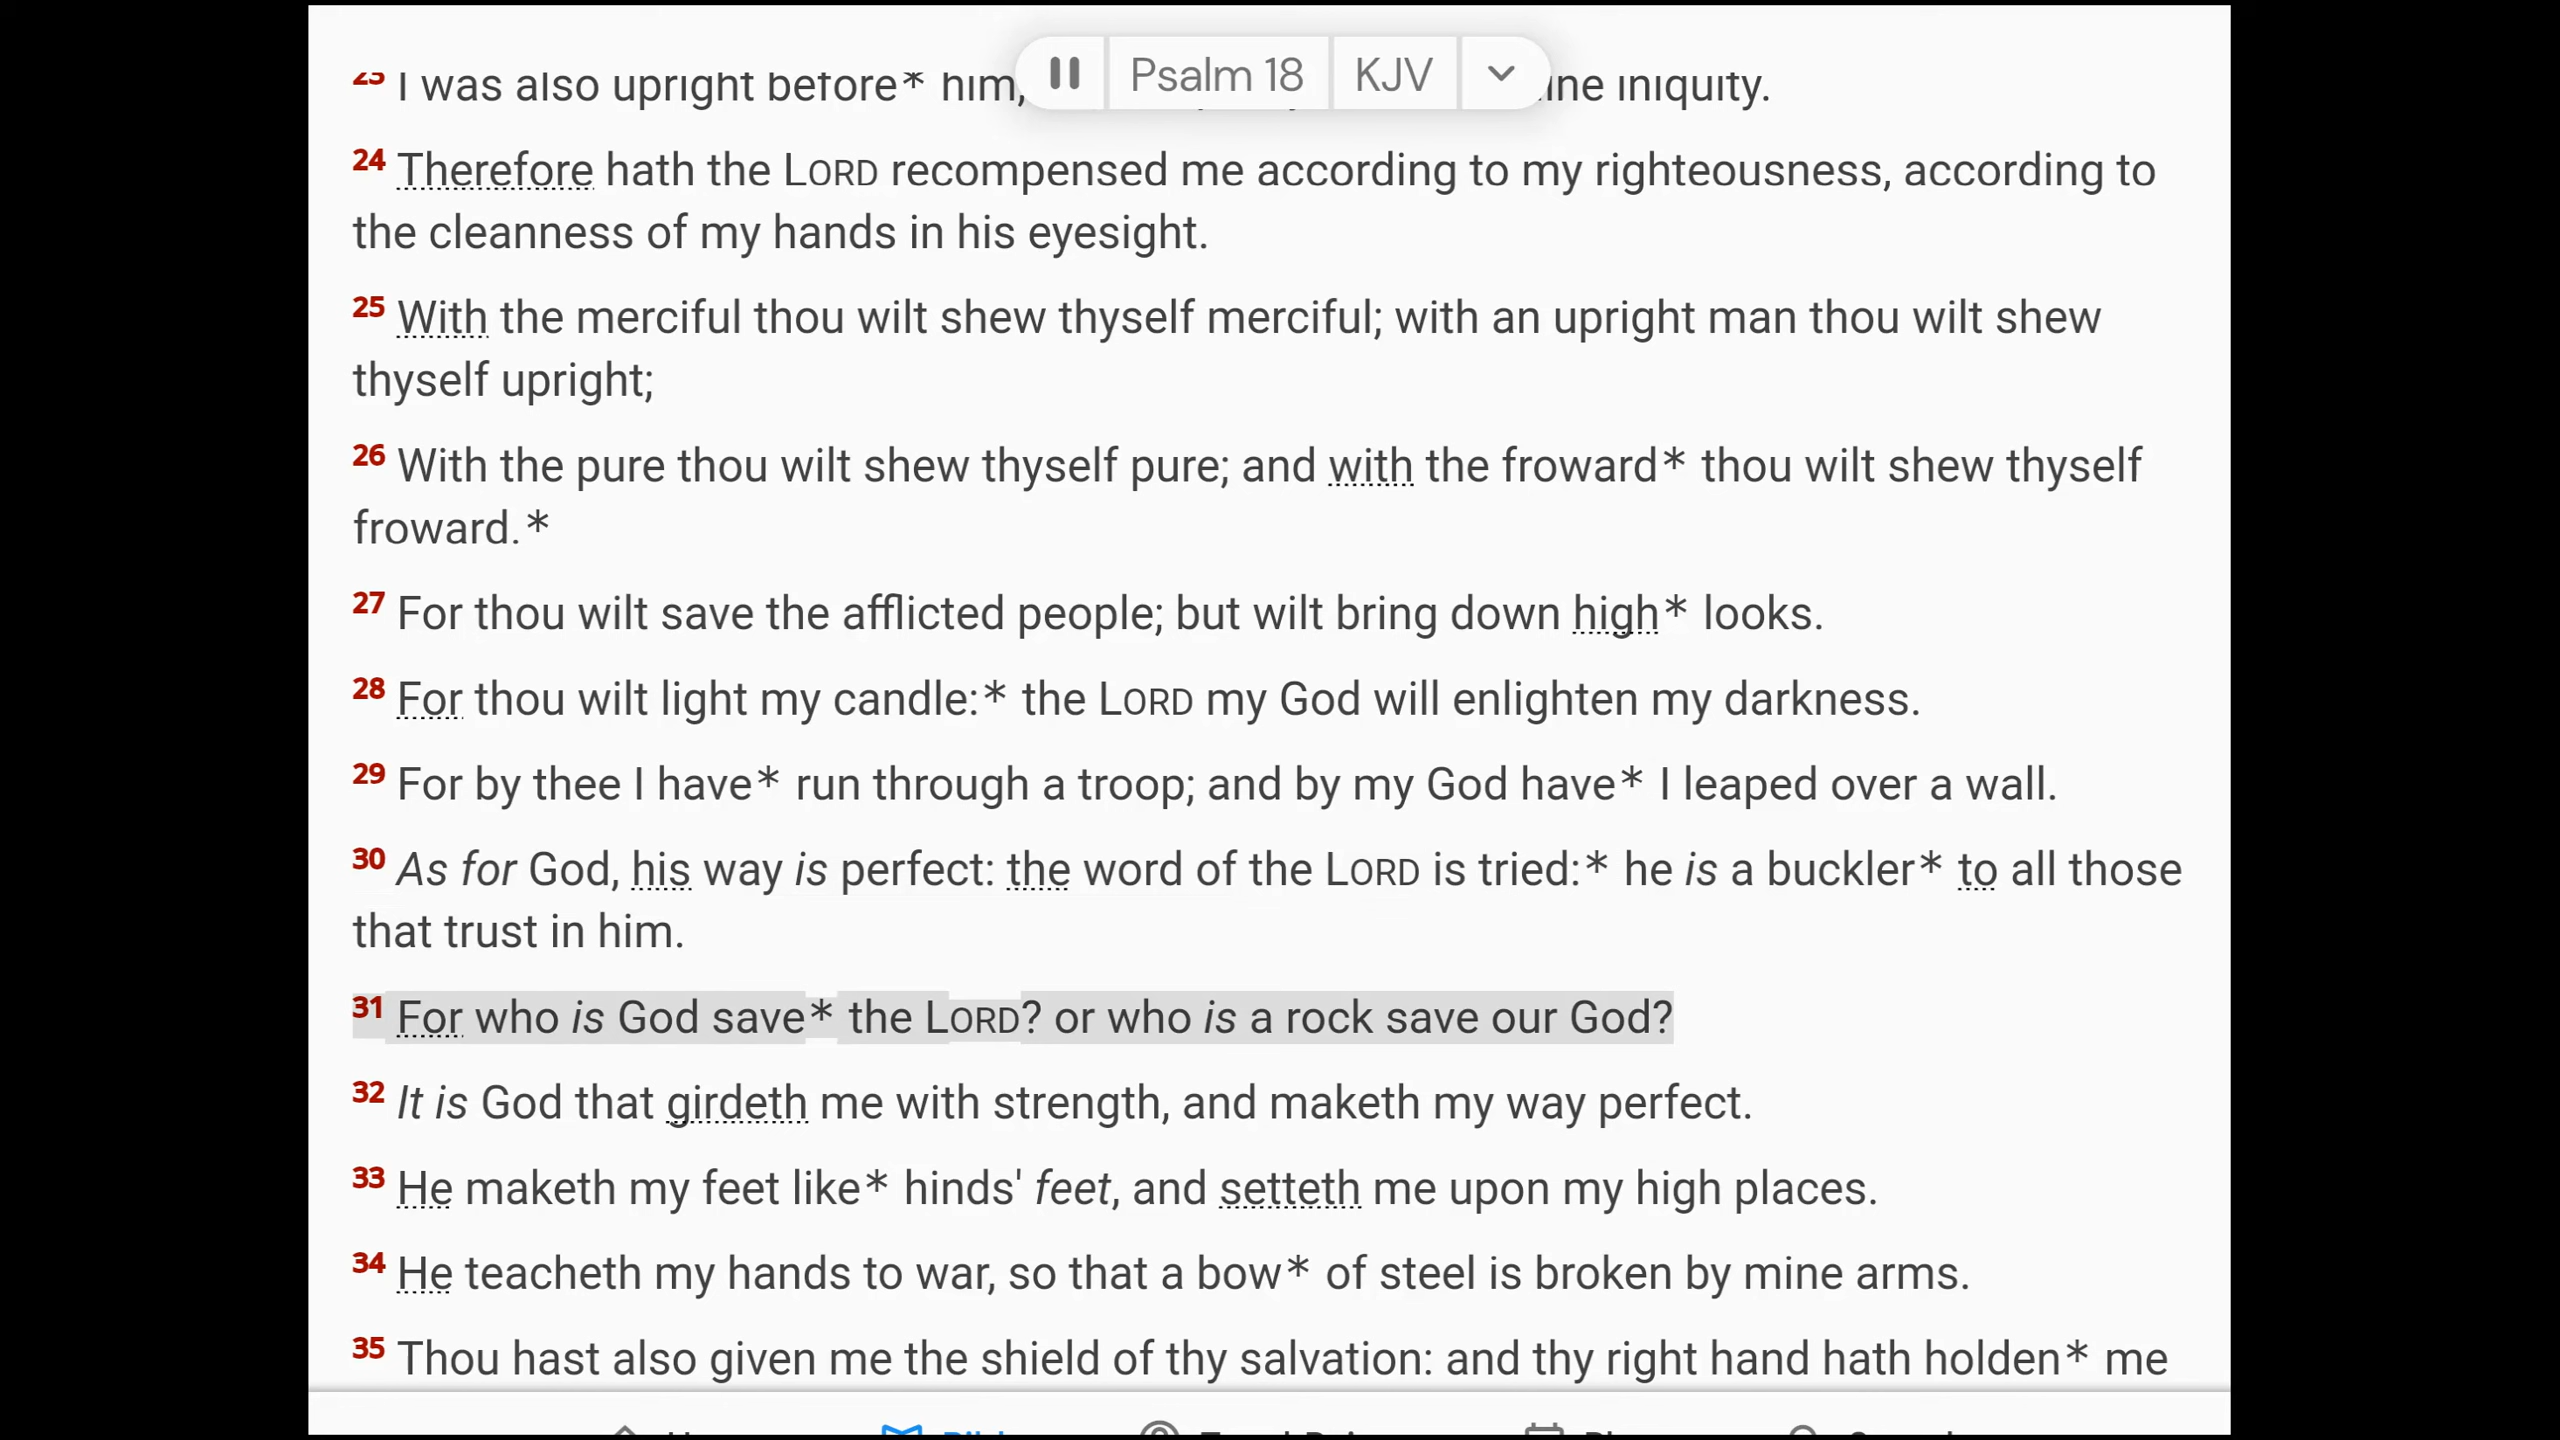 Psalm 18 KJV
23 I was also upright before* him, mine iniquity.
24 Therefore hath the LORD recompensed me according to my righteousness, according to
the cleanness of my hands in his eyesight.
25 With the merciful thou wilt shew thyself merciful; with an upright man thou wilt shew
thyself upright;
26 With the pure thou wilt shew thyself pure; and with the froward* thou wilt shew thyself
froward.*
27 For thou wilt save the afflicted people; but wilt bring down high* looks.
28 For thou wilt light my candle:* the LORD my God will enlighten my darkness.
29 For by thee I have* run through a troop; and by my God have* I leaped over a wall.
30 As for God, his way is perfect: the word of the LORD is tried:* he is a buckler* to all those
that trust in him.
31 For who is God save* the LORD? or who is a rock save our God?
32 It is God that girdeth me with strength, and maketh my way perfect.
33 He maketh my feet like* hinds' feet, and setteth me upon my high places.
34 He teacheth my hands to war, so that a bow* of steel is broken by mine arms.
35 Thou hast also given me the shield of thy salvation: and thy right hand hath holden* me